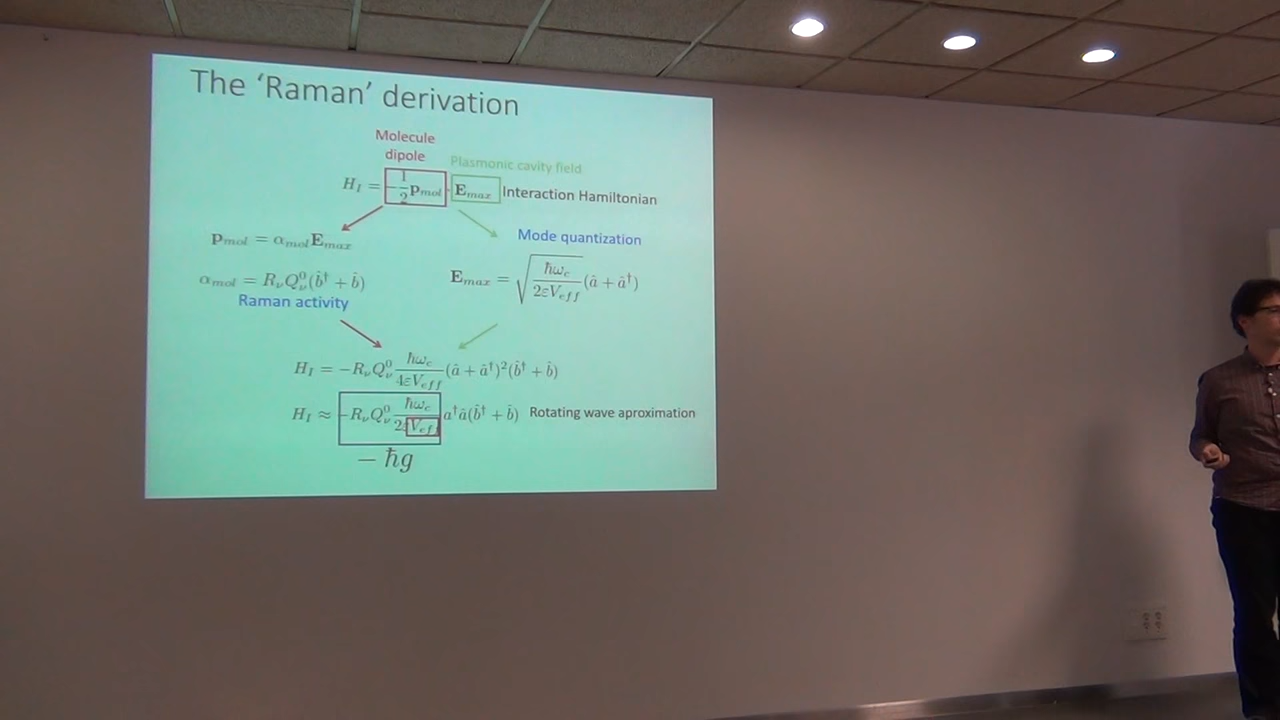 The 'Raman' derivation
Molecule
dipole
Plasmonic cavity field
H_I = -1/2 p_mol · E_max Interaction Hamiltonian
p_mol = α_mol E_max
Mode quantization
α_mol = R_ν Q_ν^0 (b̂† + b̂)
E_max = √(ħω_c / 2εV_eff) (â + â†)
Raman activity
H_I = −R_ν Q_ν^0 ħω_c / 4εV_eff (â + â†)² (b̂† + b̂)
H_I ≈ −R_ν Q_ν^0 ħω_c / 2εV_eff a†â(b̂† + b̂) Rotating wave aproximation
− ħg